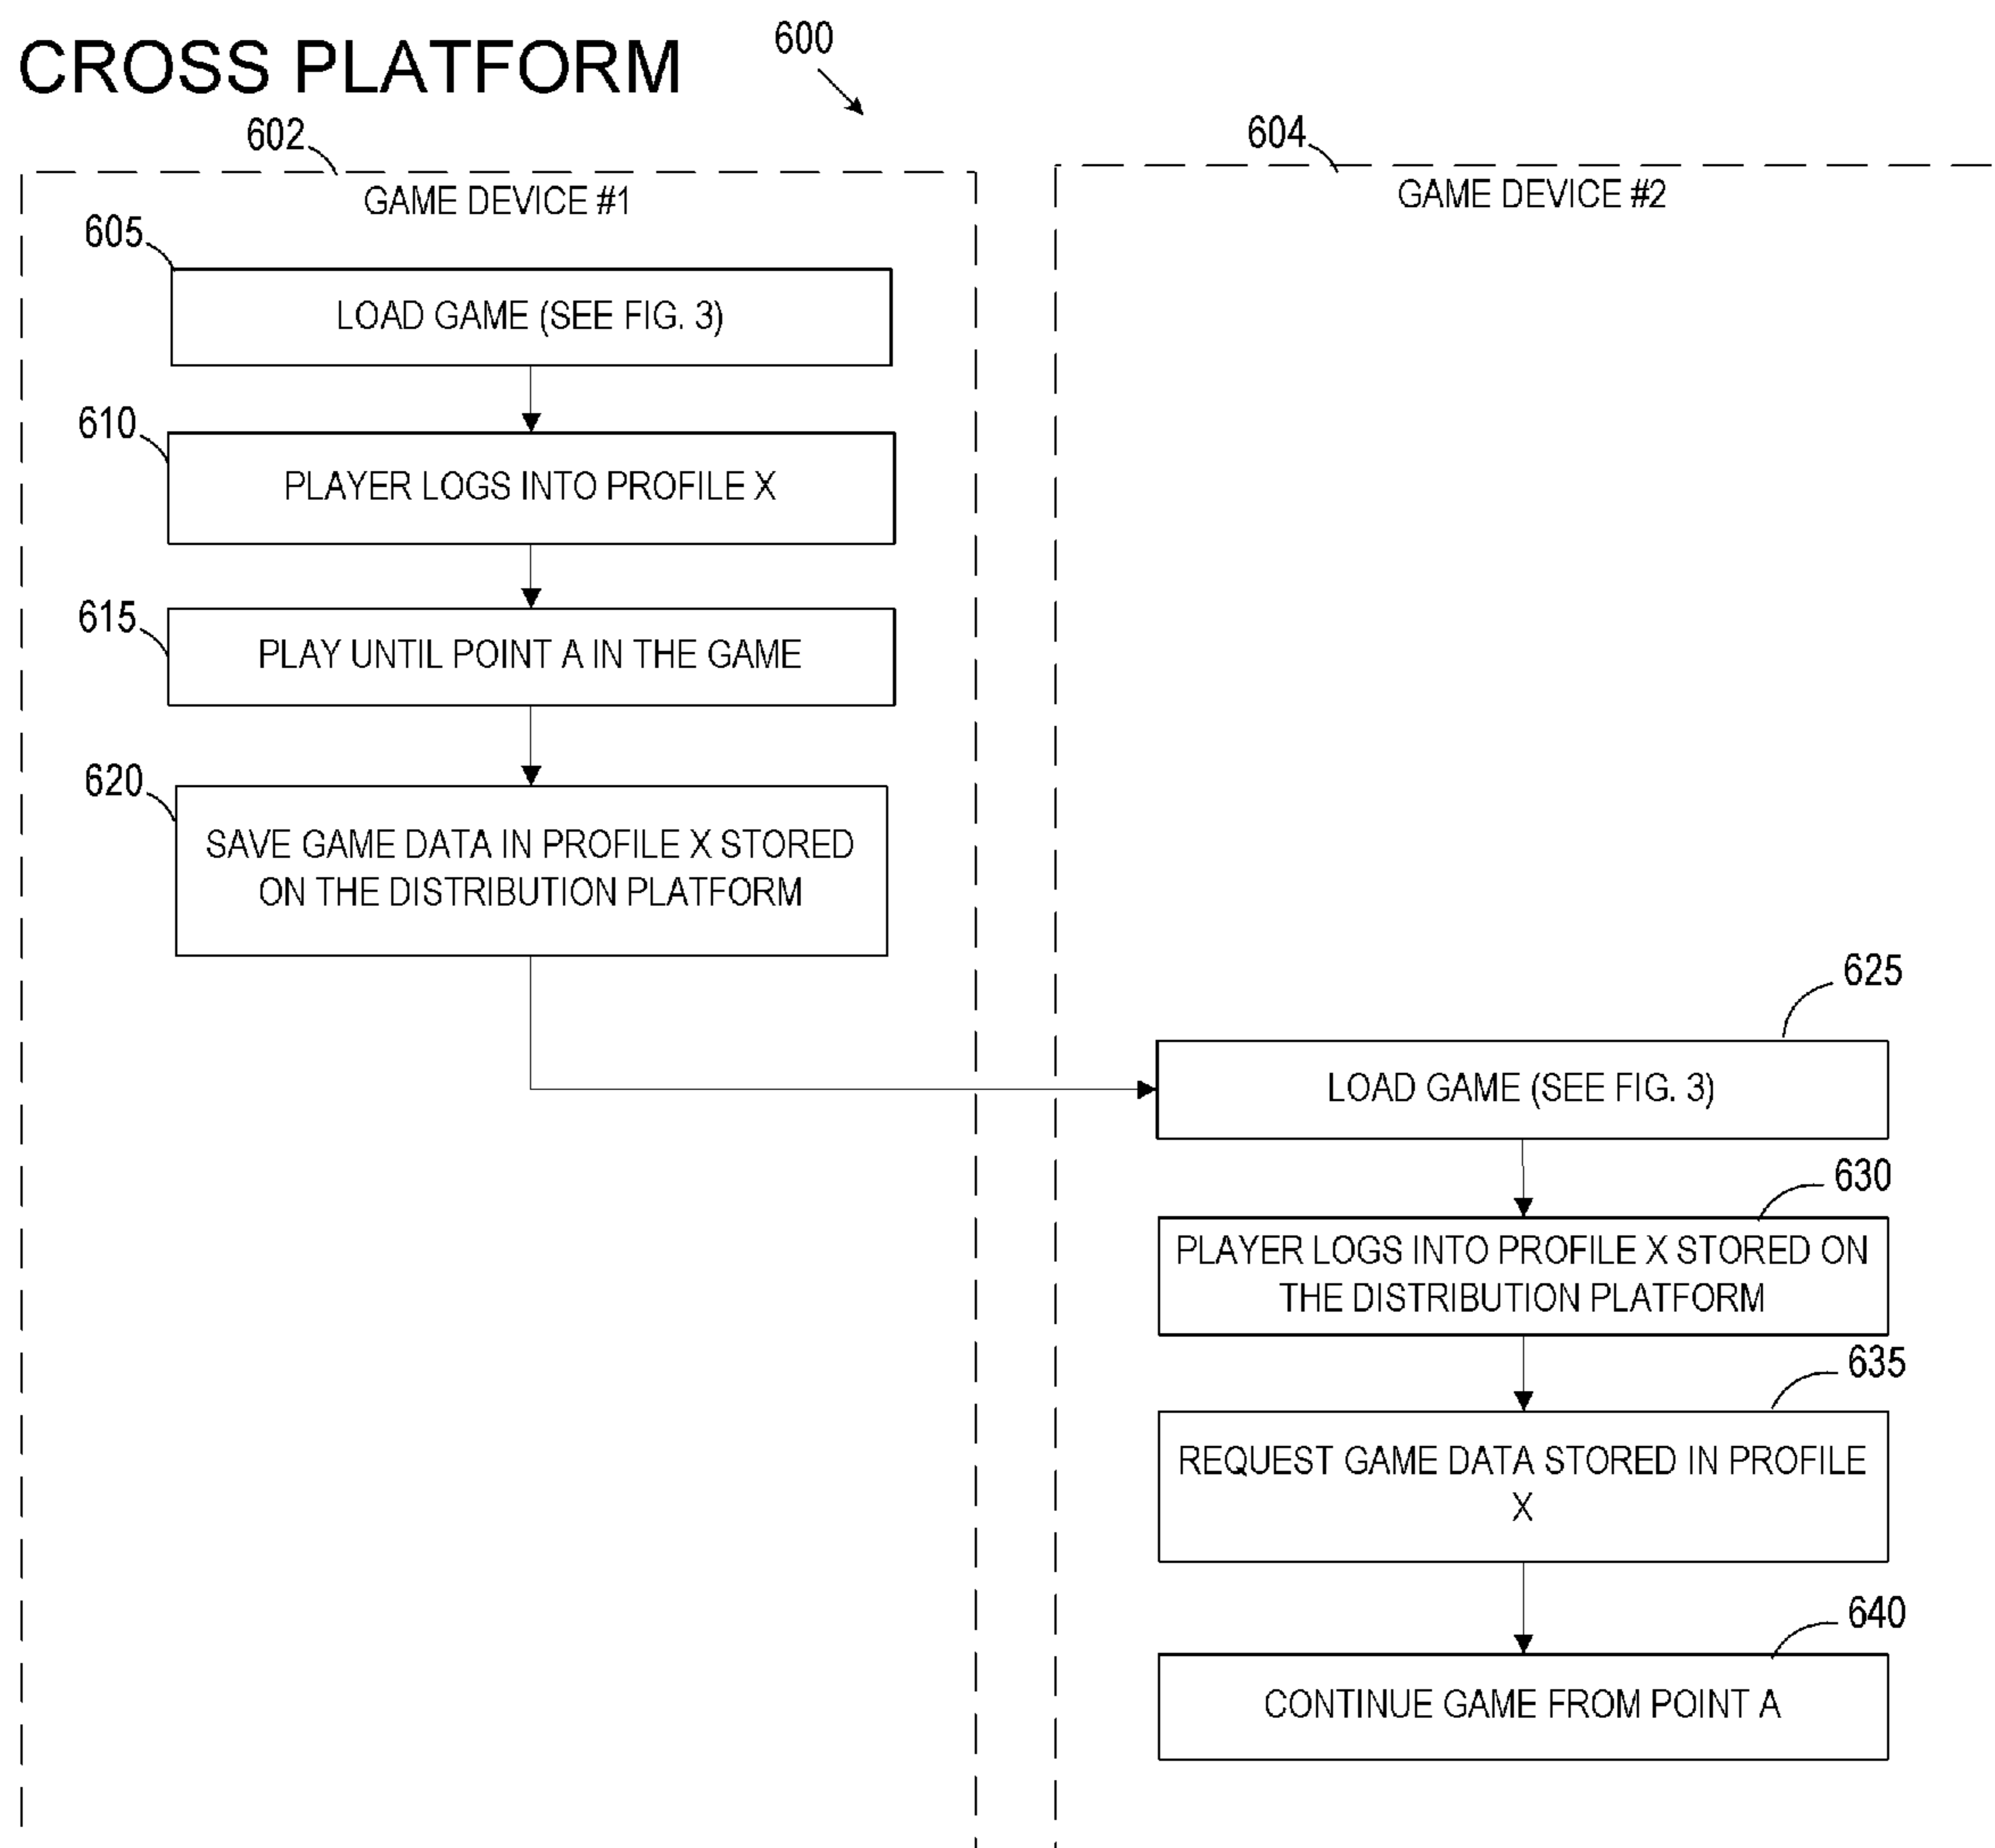 CROSS PLATFORM
600
602
GAME DEVICE #1
605
LOAD GAME (SEE FIG. 3)
610
PLAYER LOGS INTO PROFILE X
615
PLAY UNTIL POINT A IN THE GAME
620
SAVE GAME DATA IN PROFILE X STORED
ON THE DISTRIBUTION PLATFORM
604
GAME DEVICE #2
625
LOAD GAME (SEE FIG. 3)
630
PLAYER LOGS INTO PROFILE X STORED ON
THE DISTRIBUTION PLATFORM
635
REQUEST GAME DATA STORED IN PROFILE
X
640
CONTINUE GAME FROM POINT A